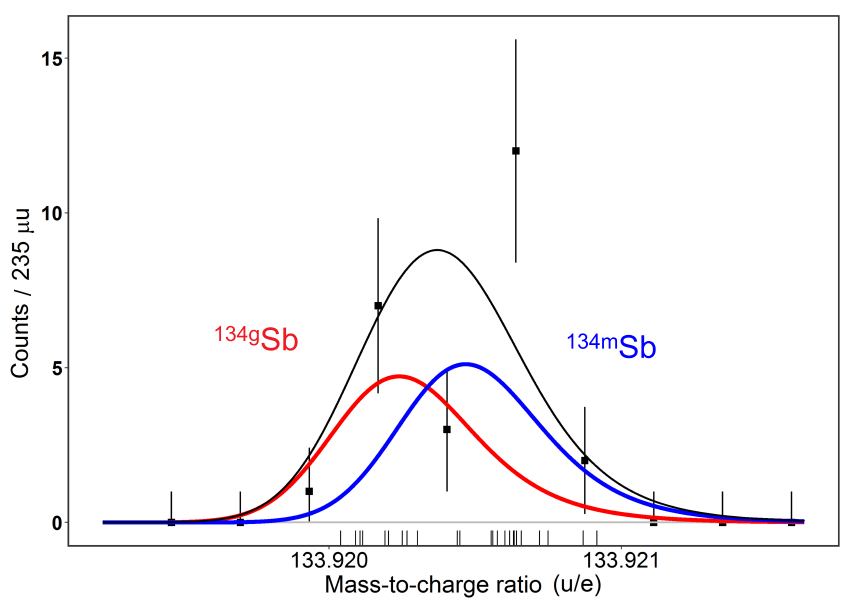 15
10
5
0
Counts / 235 μu
134gSb
134mSb
133.920 133.921
Mass-to-charge ratio (u/e)